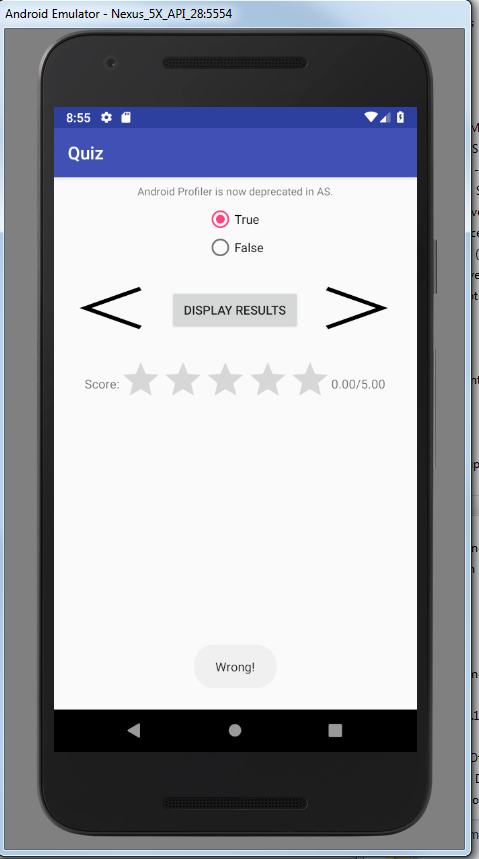 Android Emulator - Nexus_5X_API_28:5554
8:55
Quiz
Android Profiler is now deprecated in AS.
True
False
DISPLAY RESULTS
Score: 0.00/5.00
Wrong!